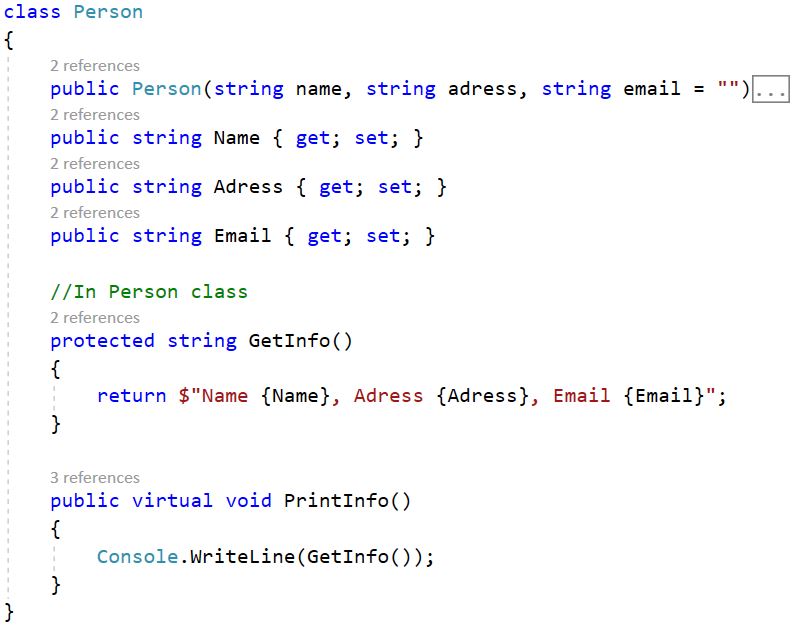 class Person
{
2 references
public Person(string name, string adress, string email = "")...
2 references
public string Name { get; set; }
2 references
public string Adress { get; set; }
2 references
public string Email { get; set; }
//In Person class
2 references
protected string GetInfo()
{
return $"Name {Name}, Adress {Adress}, Email {Email}";
}
3 references
public virtual void PrintInfo()
{
Console.WriteLine(GetInfo());
}
}